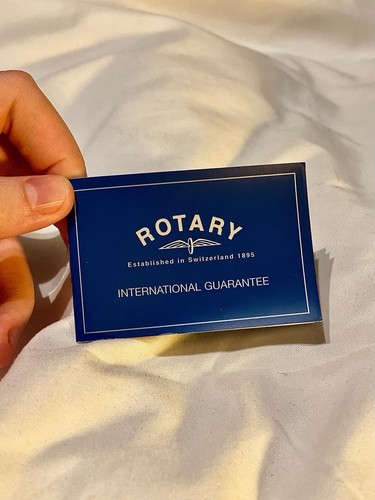 ROTARY
Established in Switzerland 1895
INTERNATIONAL GUARANTEE